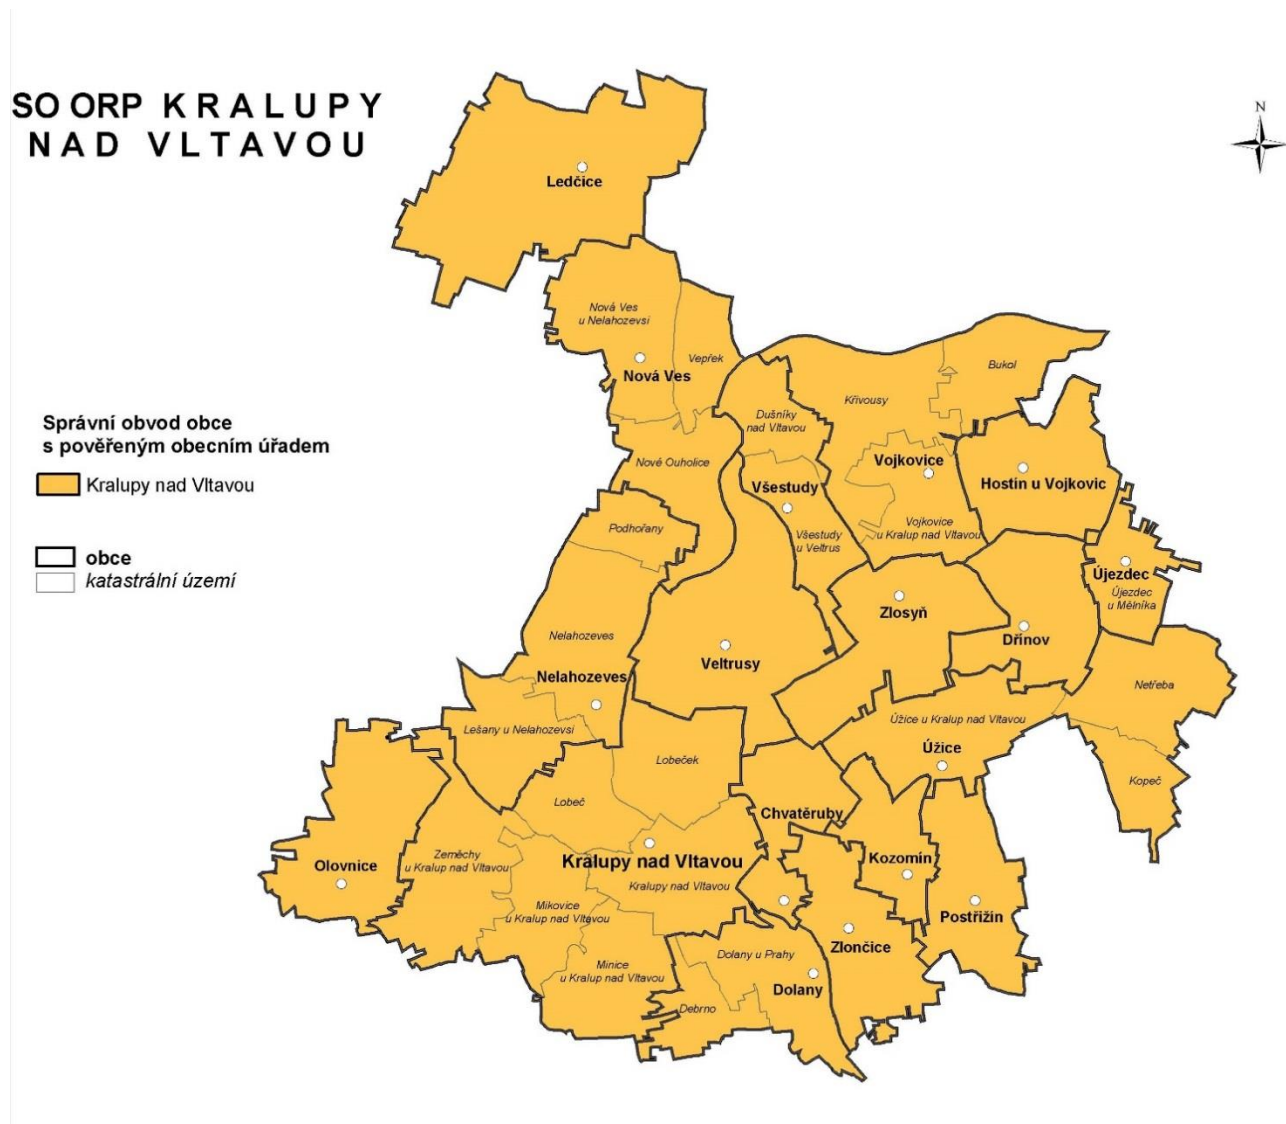 SO ORP KRALUPY
NAD VLTAVOU
N
Ledčice
Nová Ves
u Nelahozevsi
Vepřek
Nová Ves
Bukol
Křivousy
Dušníky
nad Vltavou
Správní obvod obce
s pověřeným obecním úřadem
Kralupy nad Vltavou
obce
katastrální území
Nové Ouholice
Vojkovice
Všestudy
Hostín u Vojkovic
Podhořany
Všestudy
u Veltrus
Vojkovice
u Kralup nad Vltavou
Újezdec
Újezdec
u Mělníka
Zlosyň
Dřínov
Nelahozeves
Veltrusy
Nelahozeves
Netřeba
Lešany u Nelahozevsi
Úžice u Kralup nad Vltavou
Úžice
Lobeček
Kopeč
Lobeč
Chvatěruby
Zeměchy
u Kralup nad Vltavou
Kralupy nad Vltavou
Kozomín
Olovnice
Kralupy nad Vltavou
Mikovice
u Kralup nad Vltavou
Postřižín
Zlončice
Dolany u Prahy
Minice
u Kralup nad Vltavou
Dolany
Debrno